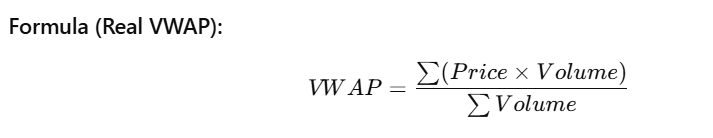 Formula (Real VWAP):
VWAP = ∑(Price × Volume) / ∑Volume